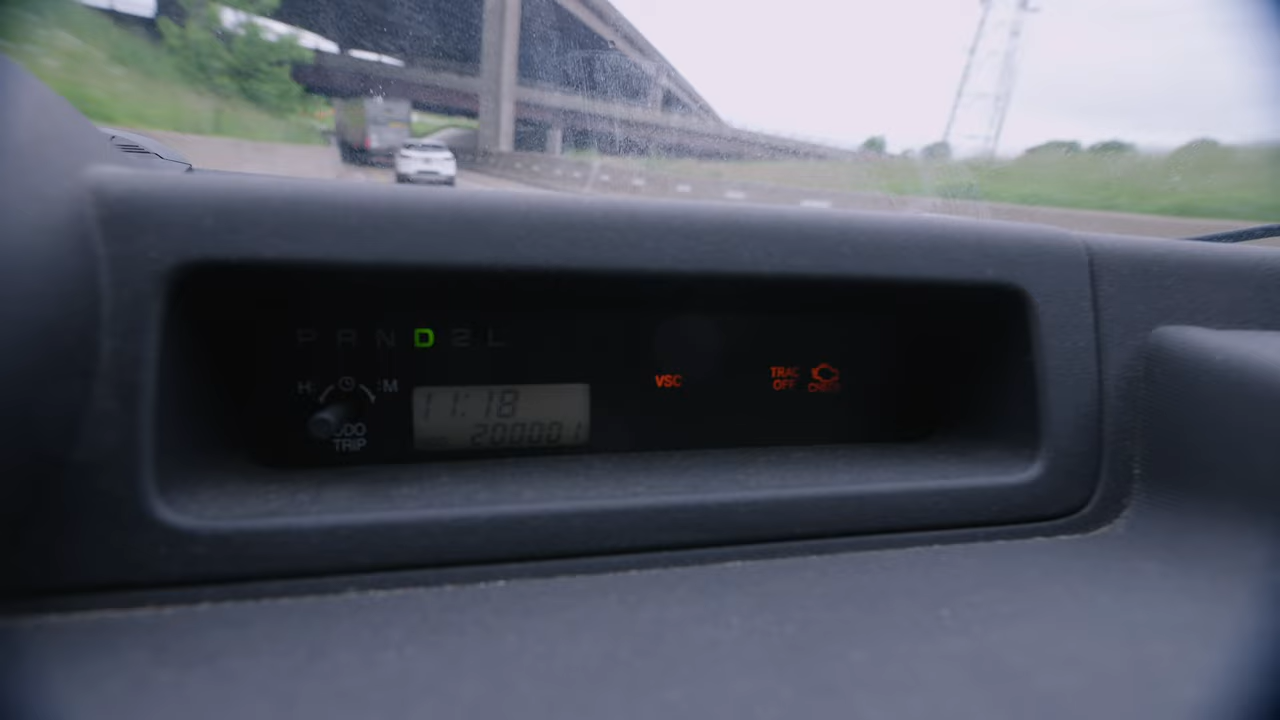 P R N D 2 L
H M
11:18
ODO
TRIP
200001
VSC
TRAC
OFF
CHECK